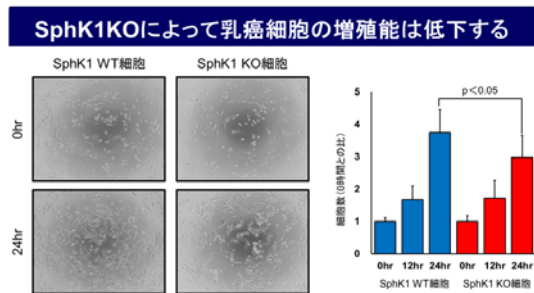 SphK1KOによって乳癌細胞の増殖能は低下する
SphK1 WT細胞
SphK1 KO細胞
0hr
24hr
p＜0.05
細胞数（0時間との比）
5
4
3
2
1
0
0hr 12hr 24hr 0hr 12hr 24hr
SphK1 WT細胞 SphK1 KO細胞